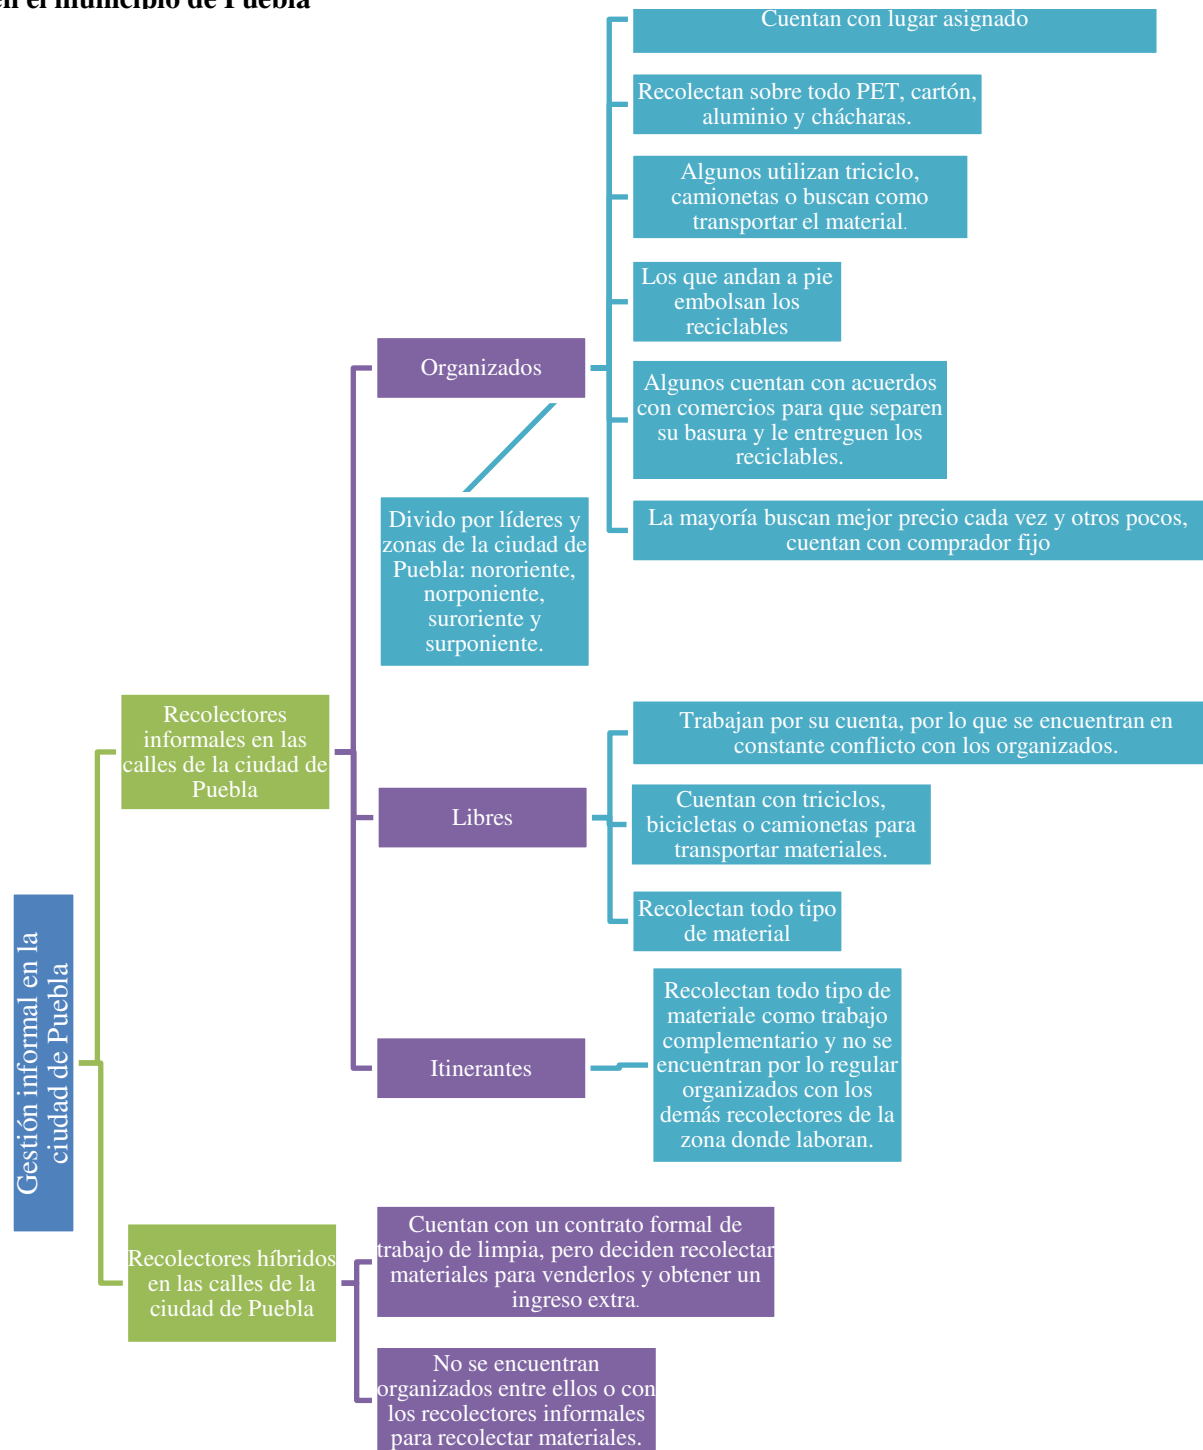 en el municipio de Puebla
Cuentan con lugar asignado
Recolectan sobre todo PET, cartón,
aluminio y chácharas.
Algunos utilizan triciclo,
camionetas o buscan como
transportar el material.
Los que andan a pie
embolsan los
reciclables
Organizados
Algunos cuentan con acuerdos
con comercios para que separen
su basura y le entreguen los
reciclables.
Divido por líderes y
zonas de la ciudad de
Puebla: nororiente,
norponiente,
suroriente y
surponiente.
La mayoría buscan mejor precio cada vez y otros pocos,
cuentan con comprador fijo
Recolectores
informales en las
calles de la ciudad de
Puebla
Trabajan por su cuenta, por lo que se encuentran en
constante conflicto con los organizados.
Libres
Cuentan con triciclos,
bicicletas o camionetas para
transportar materiales.
Recolectan todo tipo
de material
Gestión informal en la
ciudad de Puebla
Itinerantes
Recolectan todo tipo de
materiale como trabajo
complementario y no se
encuentran por lo regular
organizados con los
demás recolectores de la
zona donde laboran.
Recolectores híbridos
en las calles de la
ciudad de Puebla
Cuentan con un contrato formal de
trabajo de limpia, pero deciden recolectar
materiales para venderlos y obtener un
ingreso extra.
No se encuentran
organizados entre ellos o con
los recolectores informales
para recolectar materiales.